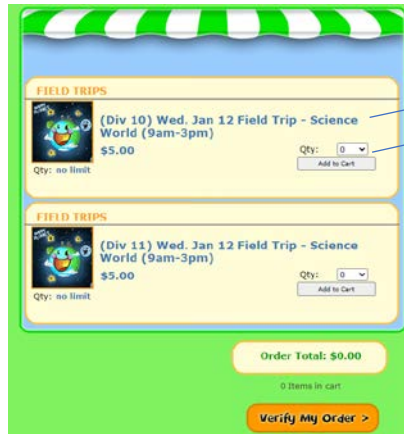 FIELD TRIPS
(Div 10) Wed. Jan 12 Field Trip - Science
World (9am-3pm)
$5.00
Qty: 0
Add to Cart
Qty: no limit
FIELD TRIPS
(Div 11) Wed. Jan 12 Field Trip - Science
World (9am-3pm)
$5.00
Qty: 0
Add to Cart
Qty: no limit
Order Total: $0.00
0 Items in cart
Verify My Order >